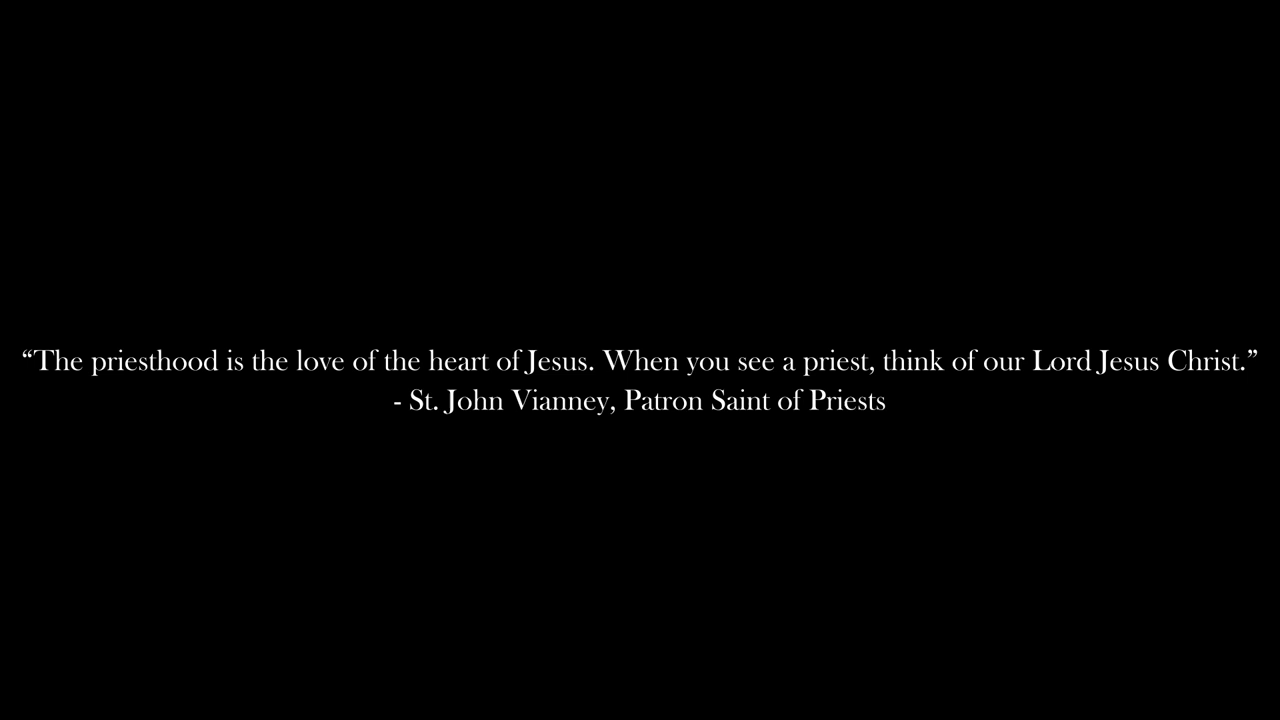 “The priesthood is the love of the heart of Jesus. When you see a priest, think of our Lord Jesus Christ.”
- St. John Vianney, Patron Saint of Priests